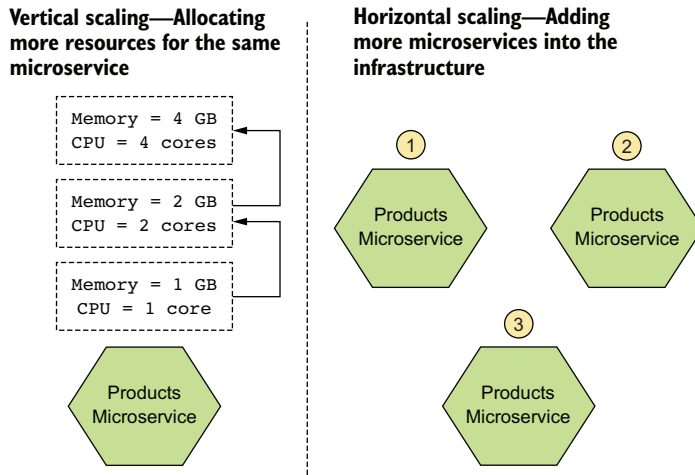 Vertical scaling—Allocating
more resources for the same
microservice
Memory = 4 GB
CPU = 4 cores
Memory = 2 GB
CPU = 2 cores
Memory = 1 GB
CPU = 1 core
Products
Microservice
Horizontal scaling—Adding
more microservices into the
infrastructure
1
Products
Microservice
2
Products
Microservice
3
Products
Microservice